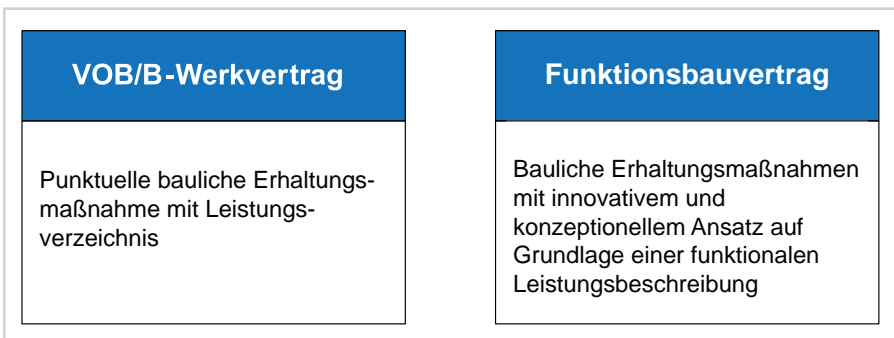 VOB/B-Werkvertrag
Punktuelle bauliche Erhaltungs-
maßnahme mit Leistungs-
verzeichnis
Funktionsbauvertrag
Bauliche Erhaltungsmaßnahmen
mit innovativem und
konzeptionellem Ansatz auf
Grundlage einer funktionalen
Leistungsbeschreibung